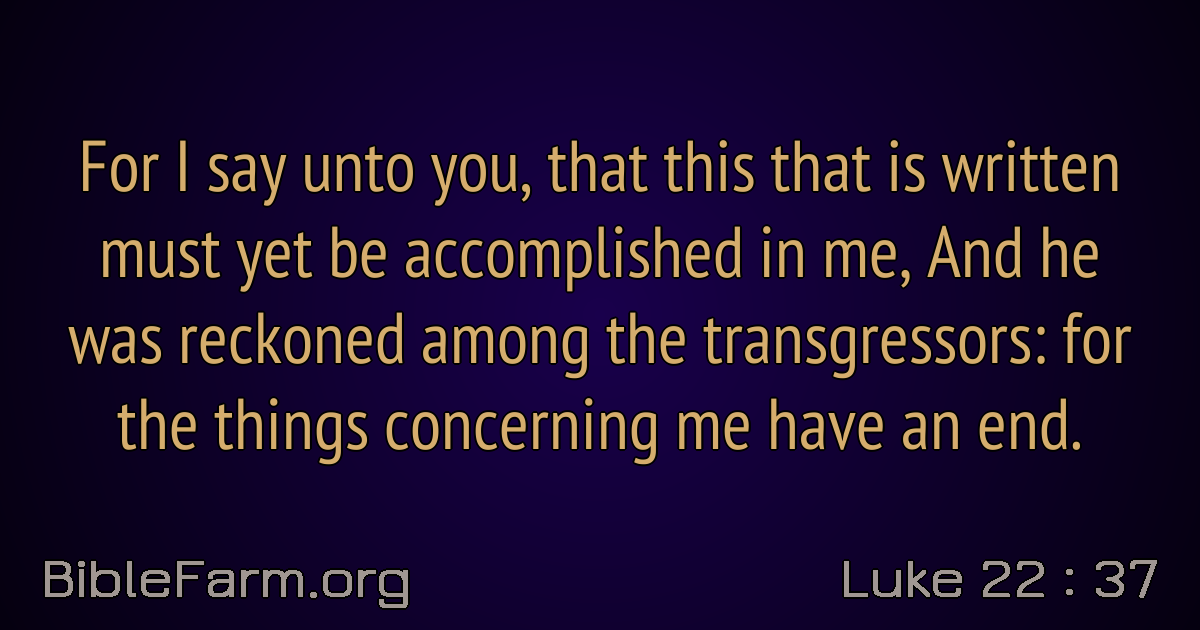 For I say unto you, that this that is written
must yet be accomplished in me, And he
was reckoned among the transgressors: for
the things concerning me have an end.
BibleFarm.org
Luke 22 : 37